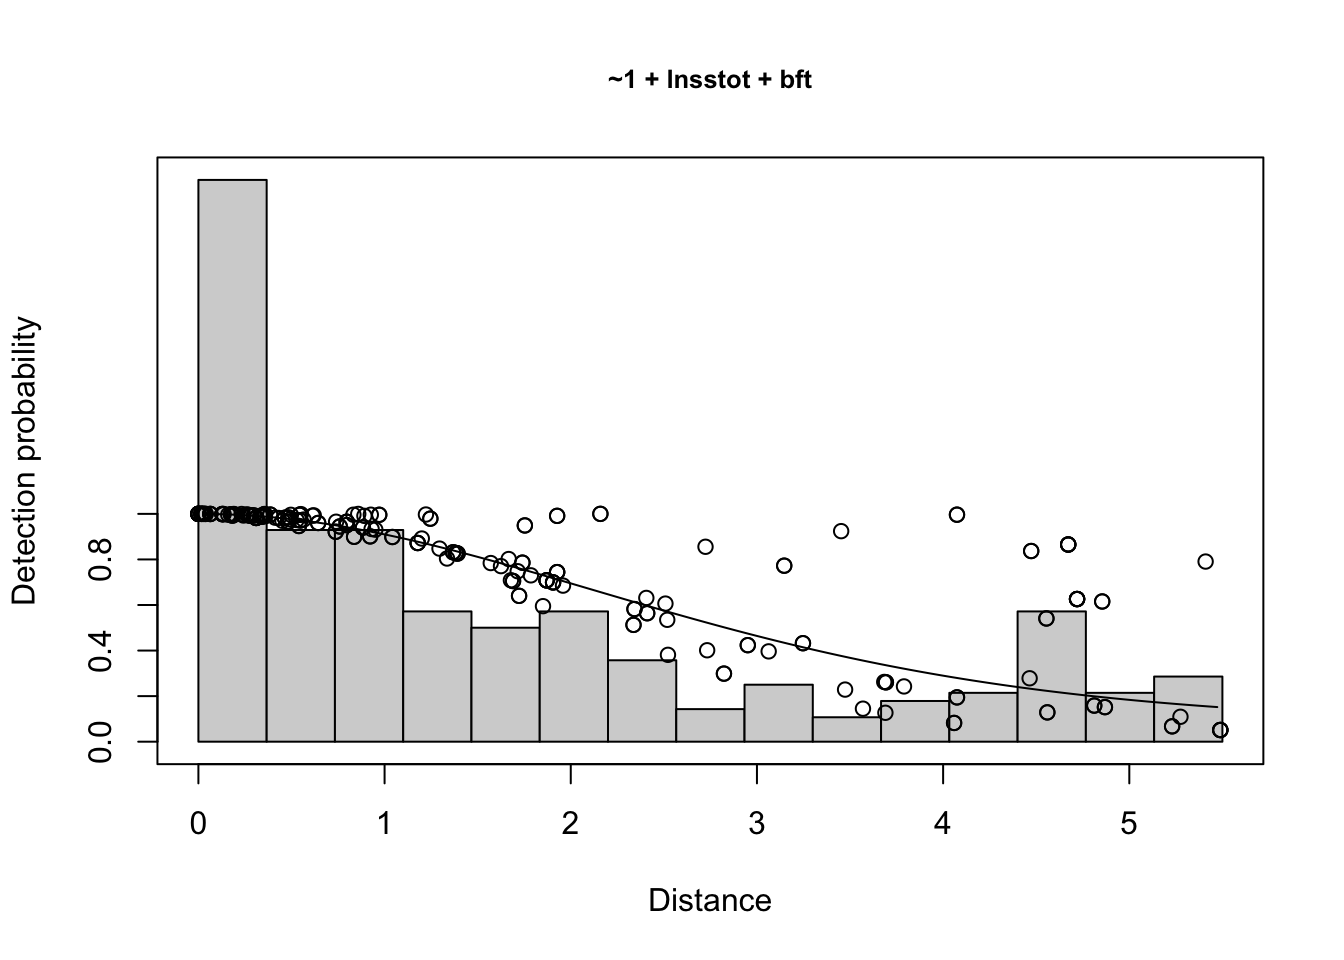 ~1 + lnsstot + bft
Detection probability
0.8
0.4
0.0
0 1 2 3 4 5
Distance